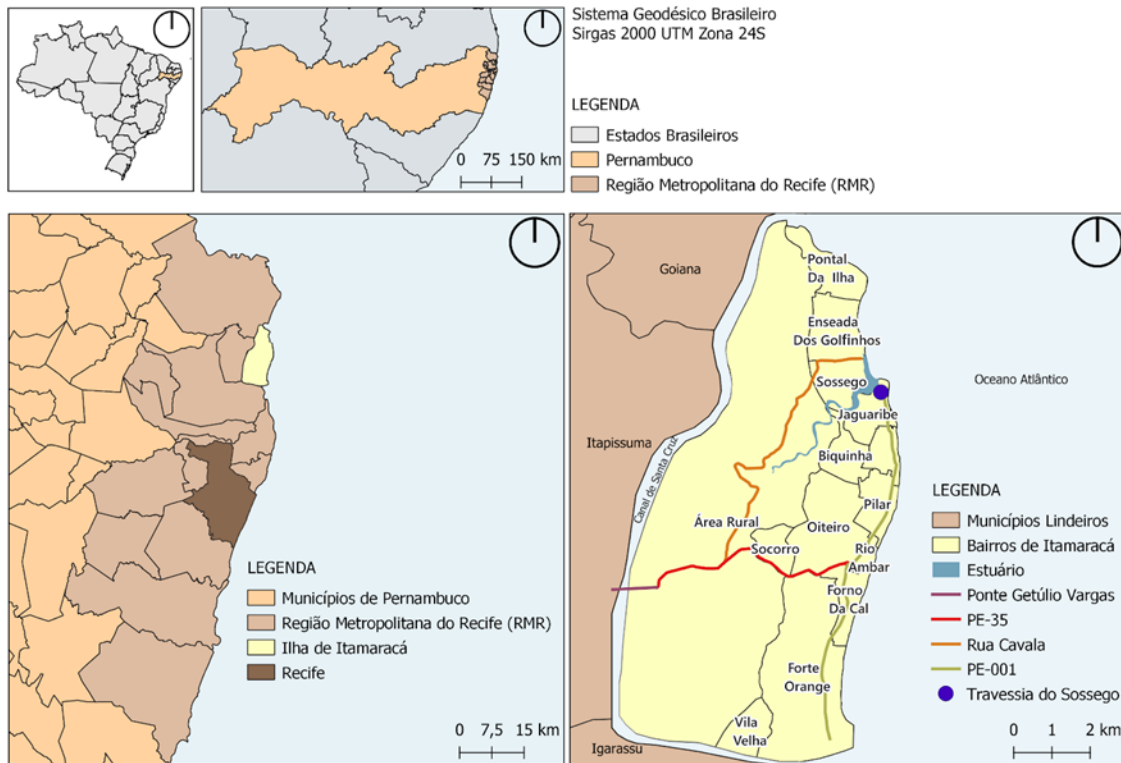 Sistema Geodésico Brasileiro
Sirgas 2000 UTM Zona 24S
LEGENDA
Estados Brasileiros
Pernambuco
Região Metropolitana do Recife (RMR)
0 75 150 km
LEGENDA
Municípios de Pernambuco
Região Metropolitana do Recife (RMR)
Ilha de Itamaracá
Recife
0 7,5 15 km
Goiana
Pontal
Da Ilha
Enseada
Dos Golfinhos
Sossego
Oceano Atlântico
Jaguaribe
Itapissuma
Canal de Santa Cruz
Biquinha
Pilar
Área Rural
Oiteiro
Socorro
Rio
Ambar
Forno
Da Cal
Forte
Orange
Vila
Velha
Igarassu
LEGENDA
Municípios Lindeiros
Bairros de Itamaracá
Estuário
Ponte Getúlio Vargas
PE-35
Rua Cavala
PE-001
Travessia do Sossego
0 1 2 km